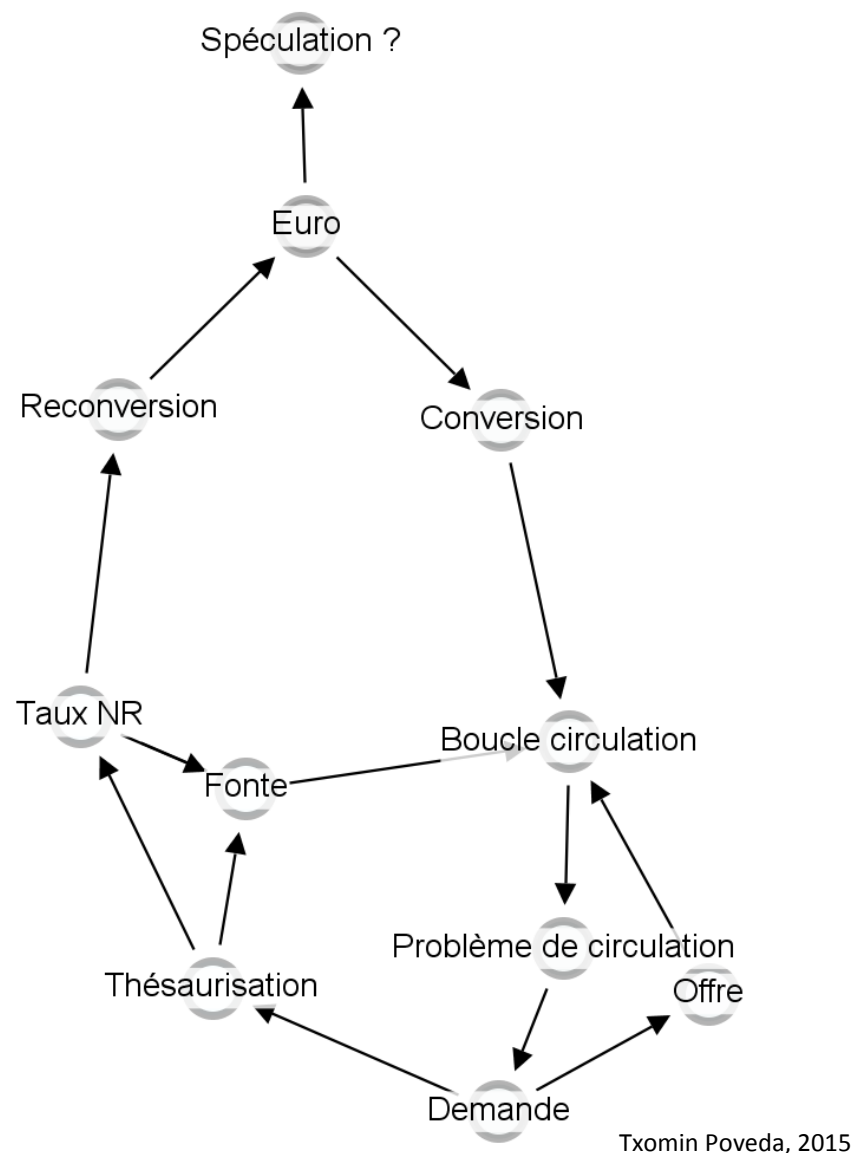 Spéculation ?
Euro
Reconversion
Conversion
Taux NR
Boucle circulation
Fonte
Problème de circulation
Thésaurisation
Offre
Demande
Txomin Poveda, 2015